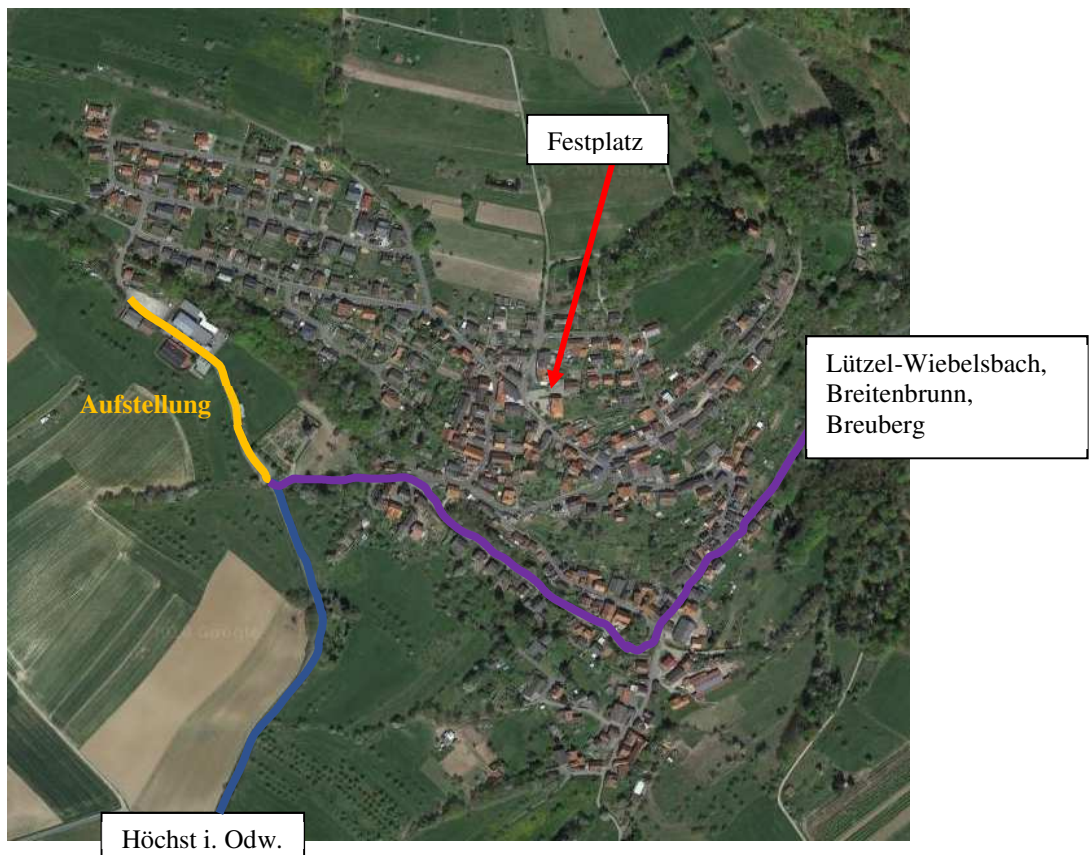 Festplatz
Lützel-Wiebelsbach,
Breitenbrunn,
Breuberg
Aufstellung
Höchst i. Odw.